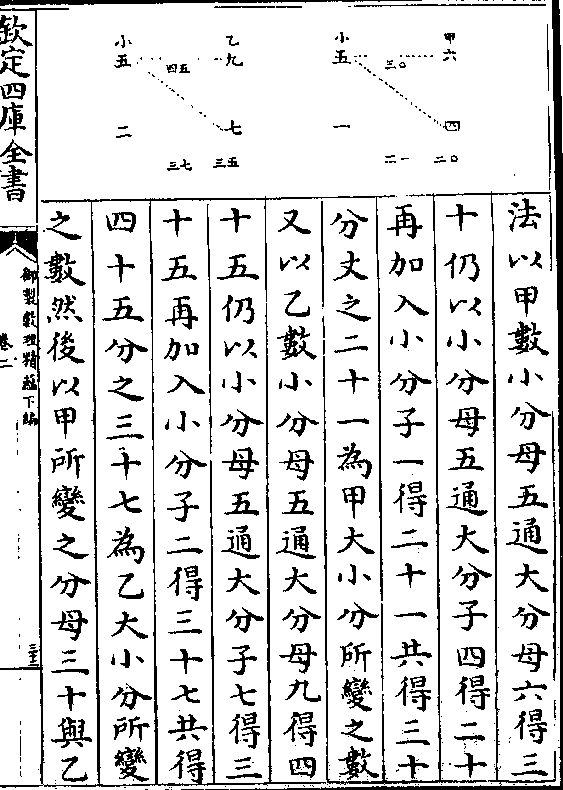 甲六
小五
三〇
四
一
二〇
二一
乙九
小五
四五
七
二
三五
三七
法以甲數小分母五通大分母六得三
十仍以小分母五通大分子四得二十
再加入小分子一得二十一共得三十
分丈之二十一為甲大小分所變之數
又以乙數小分母五通大分母九得四
十五仍以小分母五通大分子七得三
十五再加入小分子二得三十七共得
四十五分之三十七為乙大小分所變
之數然後以甲所變之分母三十與乙
欽定四庫全書
御製數理精蘊下編
卷二
三三